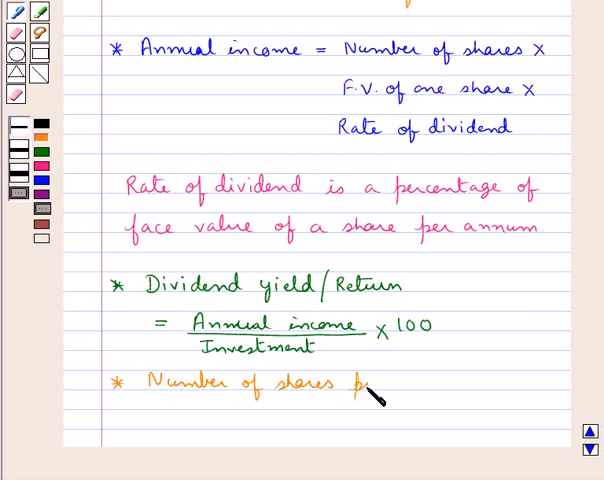 * Annual income = Number of shares ×
F.V. of one share ×
Rate of dividend
Rate of dividend is a percentage of
face value of a share per annum
* Dividend yield/Return
= Annual income / Investment × 100
* Number of shares p